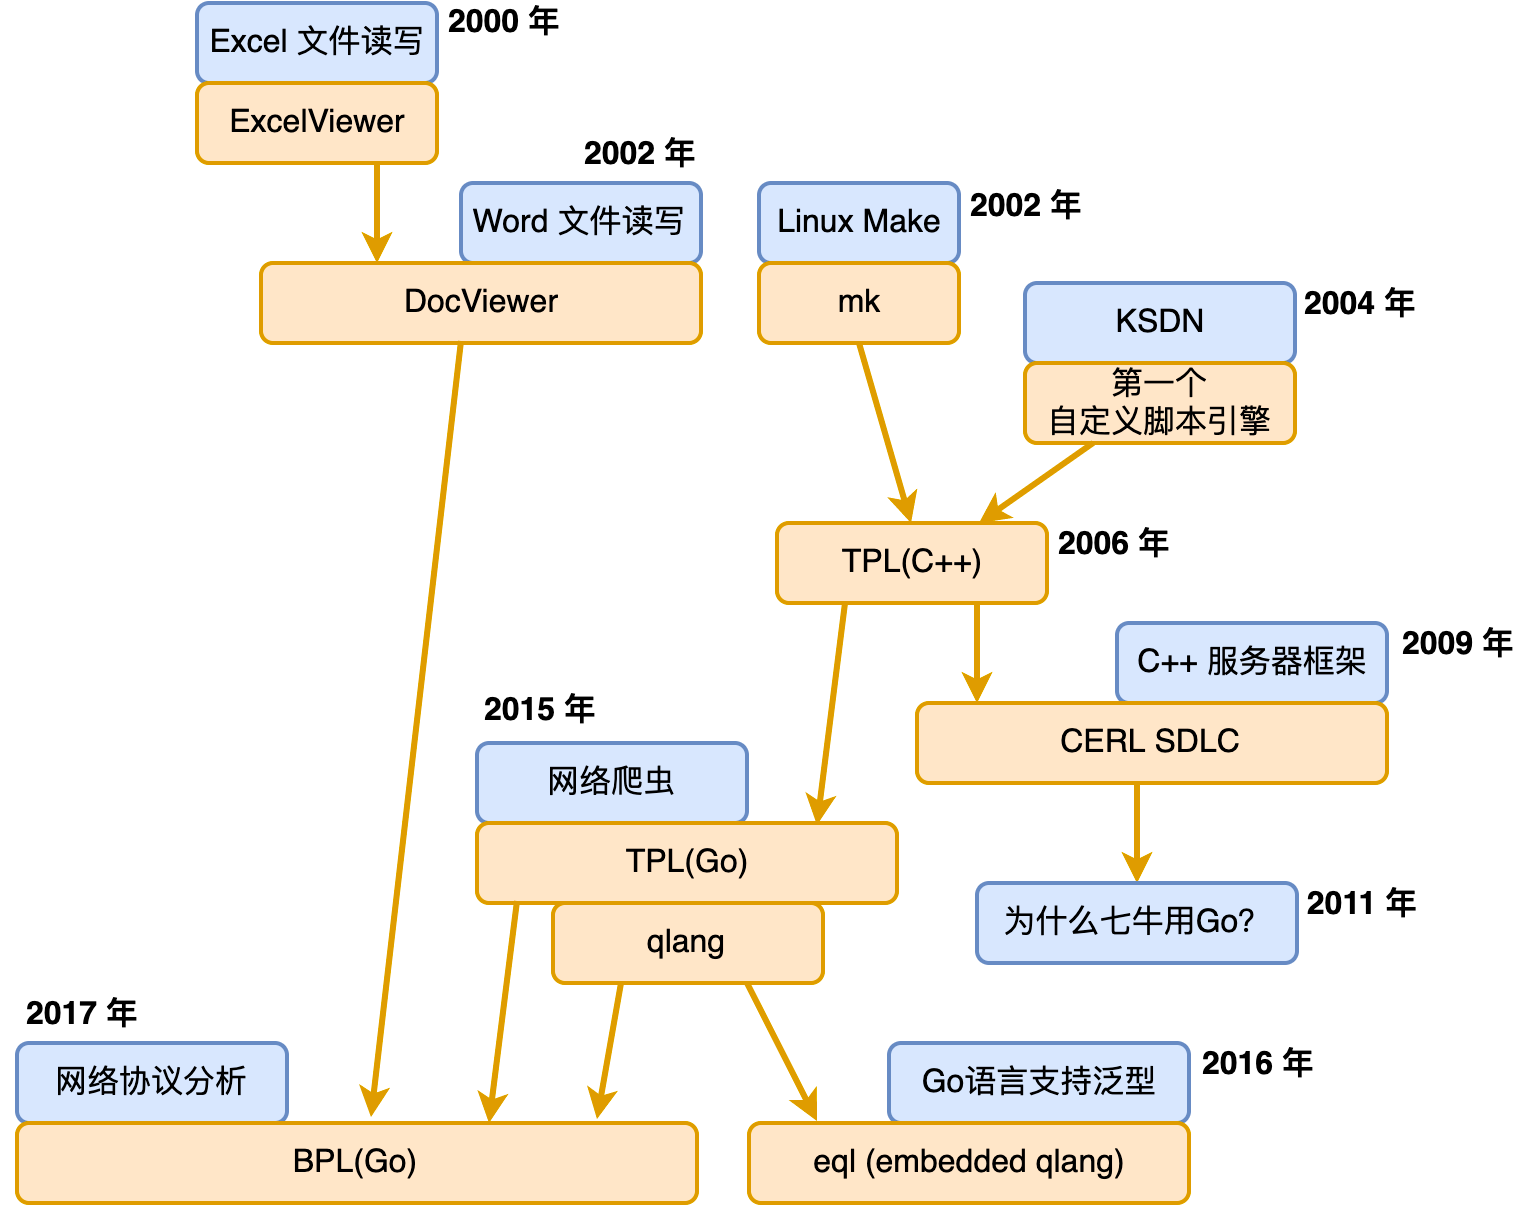 Excel 文件读写
2000 年
ExcelViewer
2002 年
Word 文件读写
DocViewer
Linux Make
2002 年
mk
KSDN
2004 年
第一个
自定义脚本引擎
TPL(C++)
2006 年
C++ 服务器框架
2009 年
CERL SDLC
2015 年
网络爬虫
TPL(Go)
qlang
为什么七牛用Go?
2011 年
2017 年
网络协议分析
BPL(Go)
Go语言支持泛型
2016 年
eql (embedded qlang)